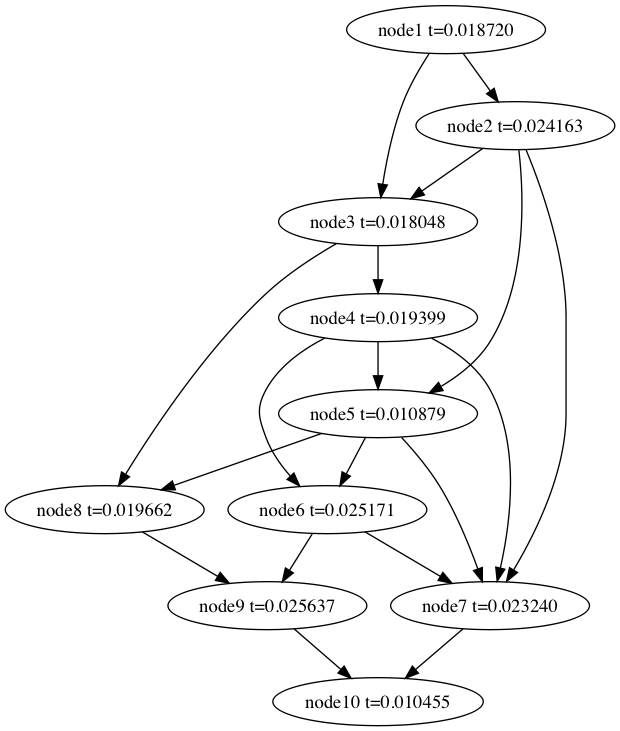 node1 t=0.018720
node2 t=0.024163
node3 t=0.018048
node4 t=0.019399
node5 t=0.010879
node8 t=0.019662
node6 t=0.025171
node9 t=0.025637
node7 t=0.023240
node10 t=0.010455